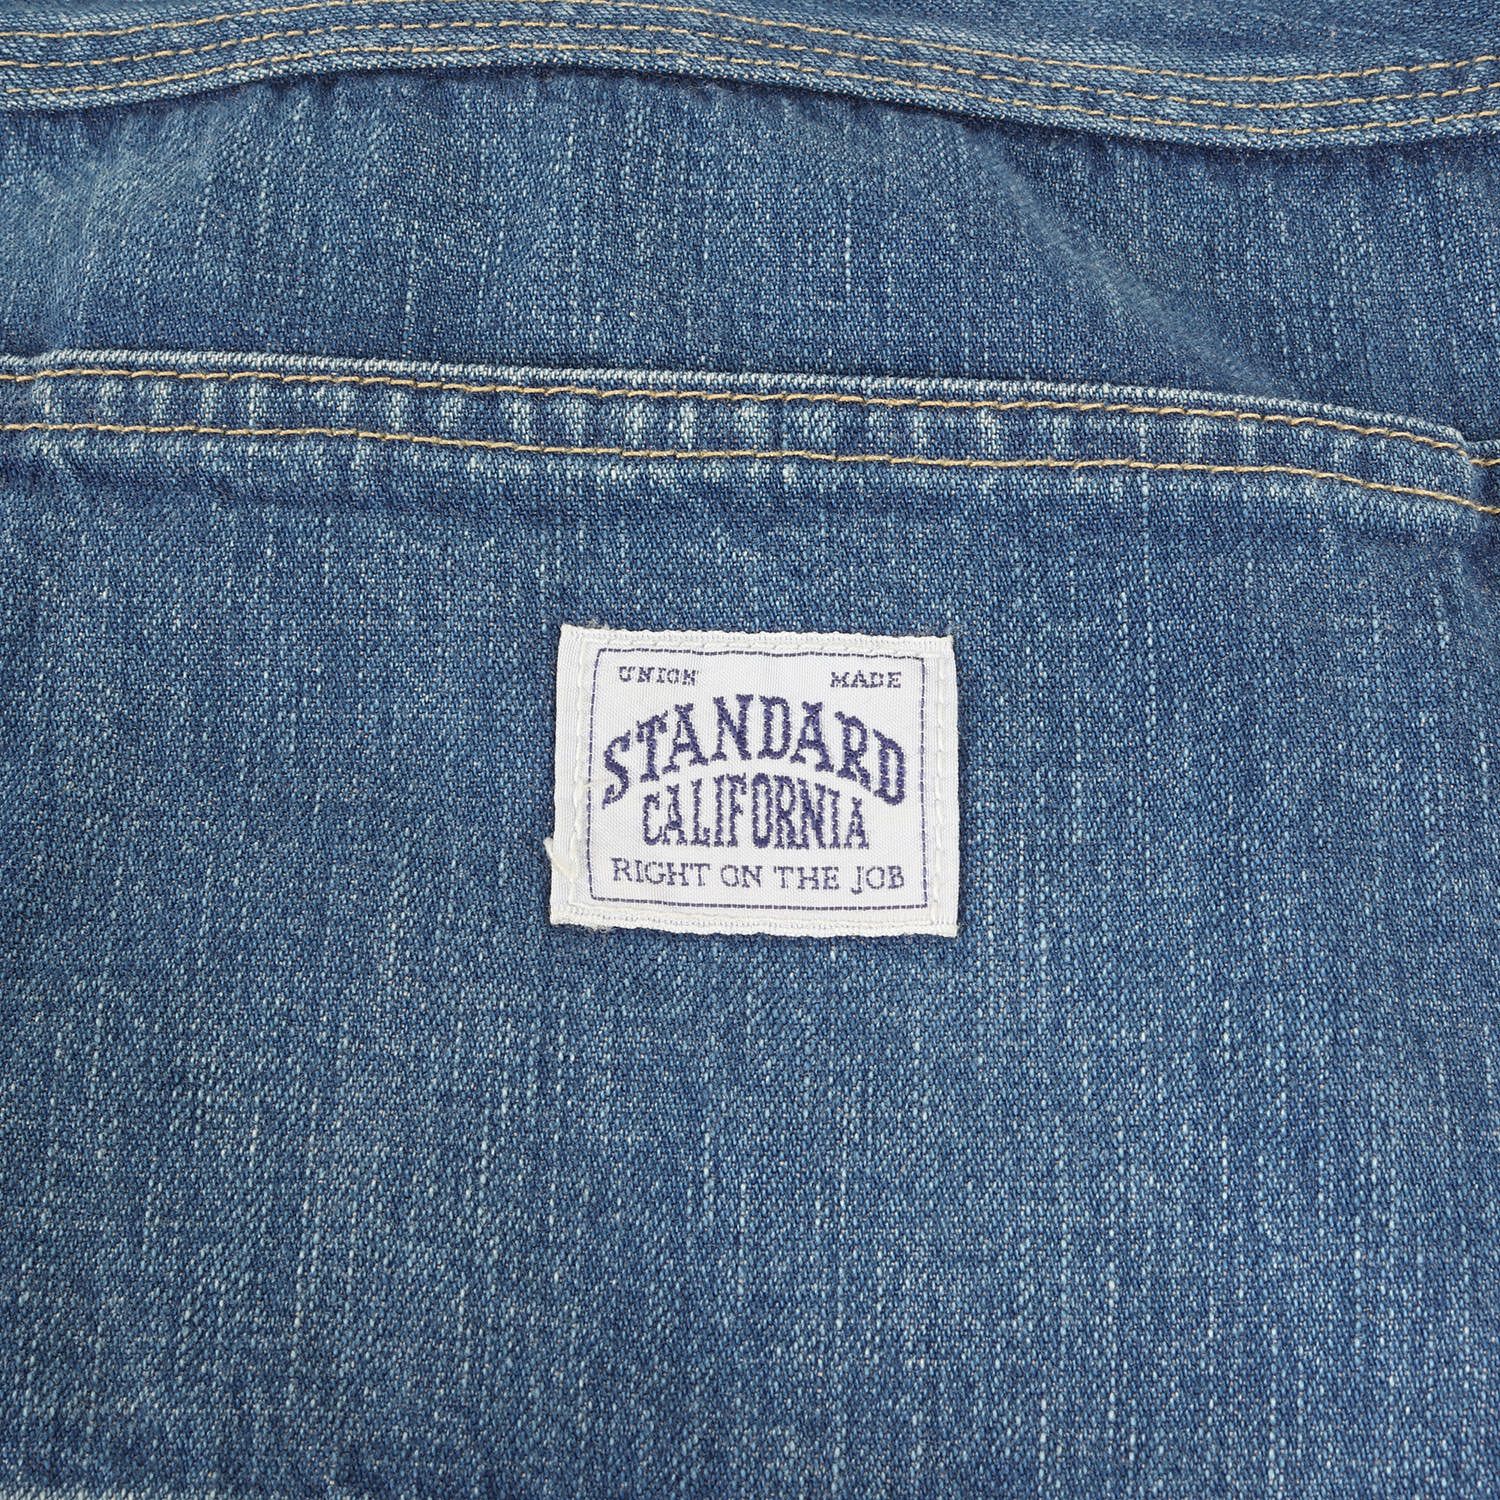 UNION MADE
STANDARD
CALIFORNIA
RIGHT ON THE JOB